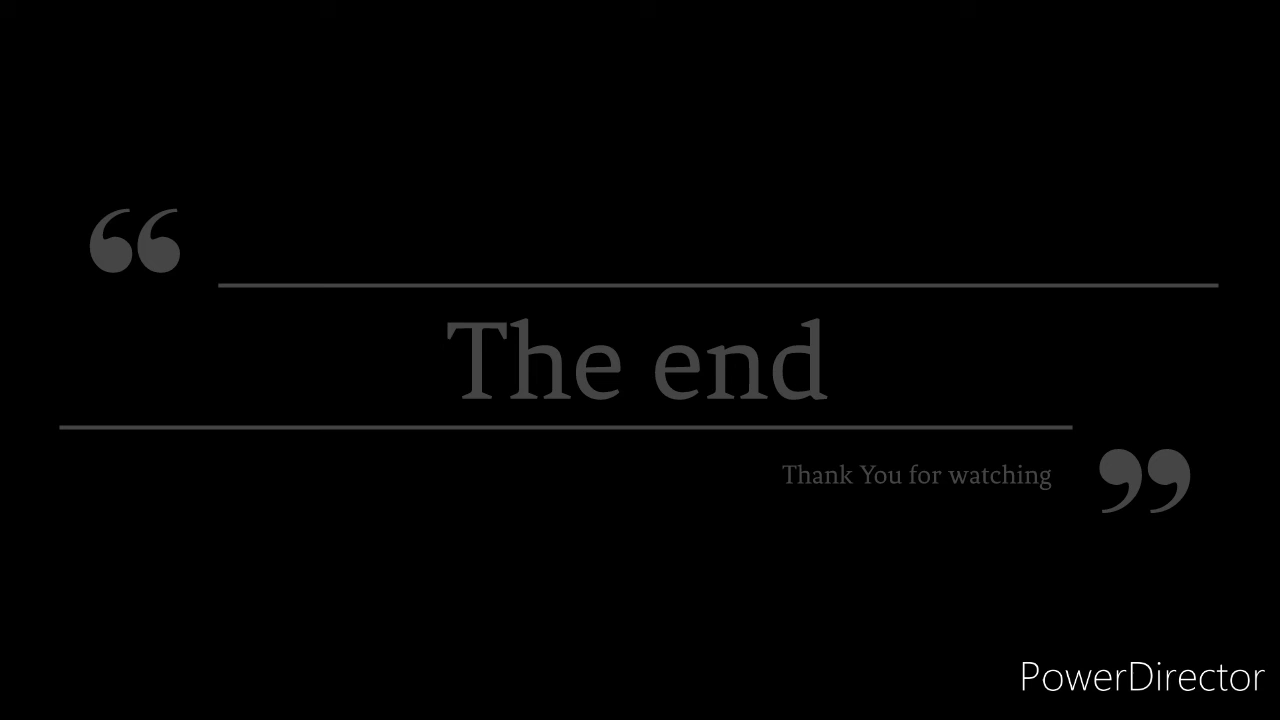 “
The end
Thank You for watching
”
PowerDirector